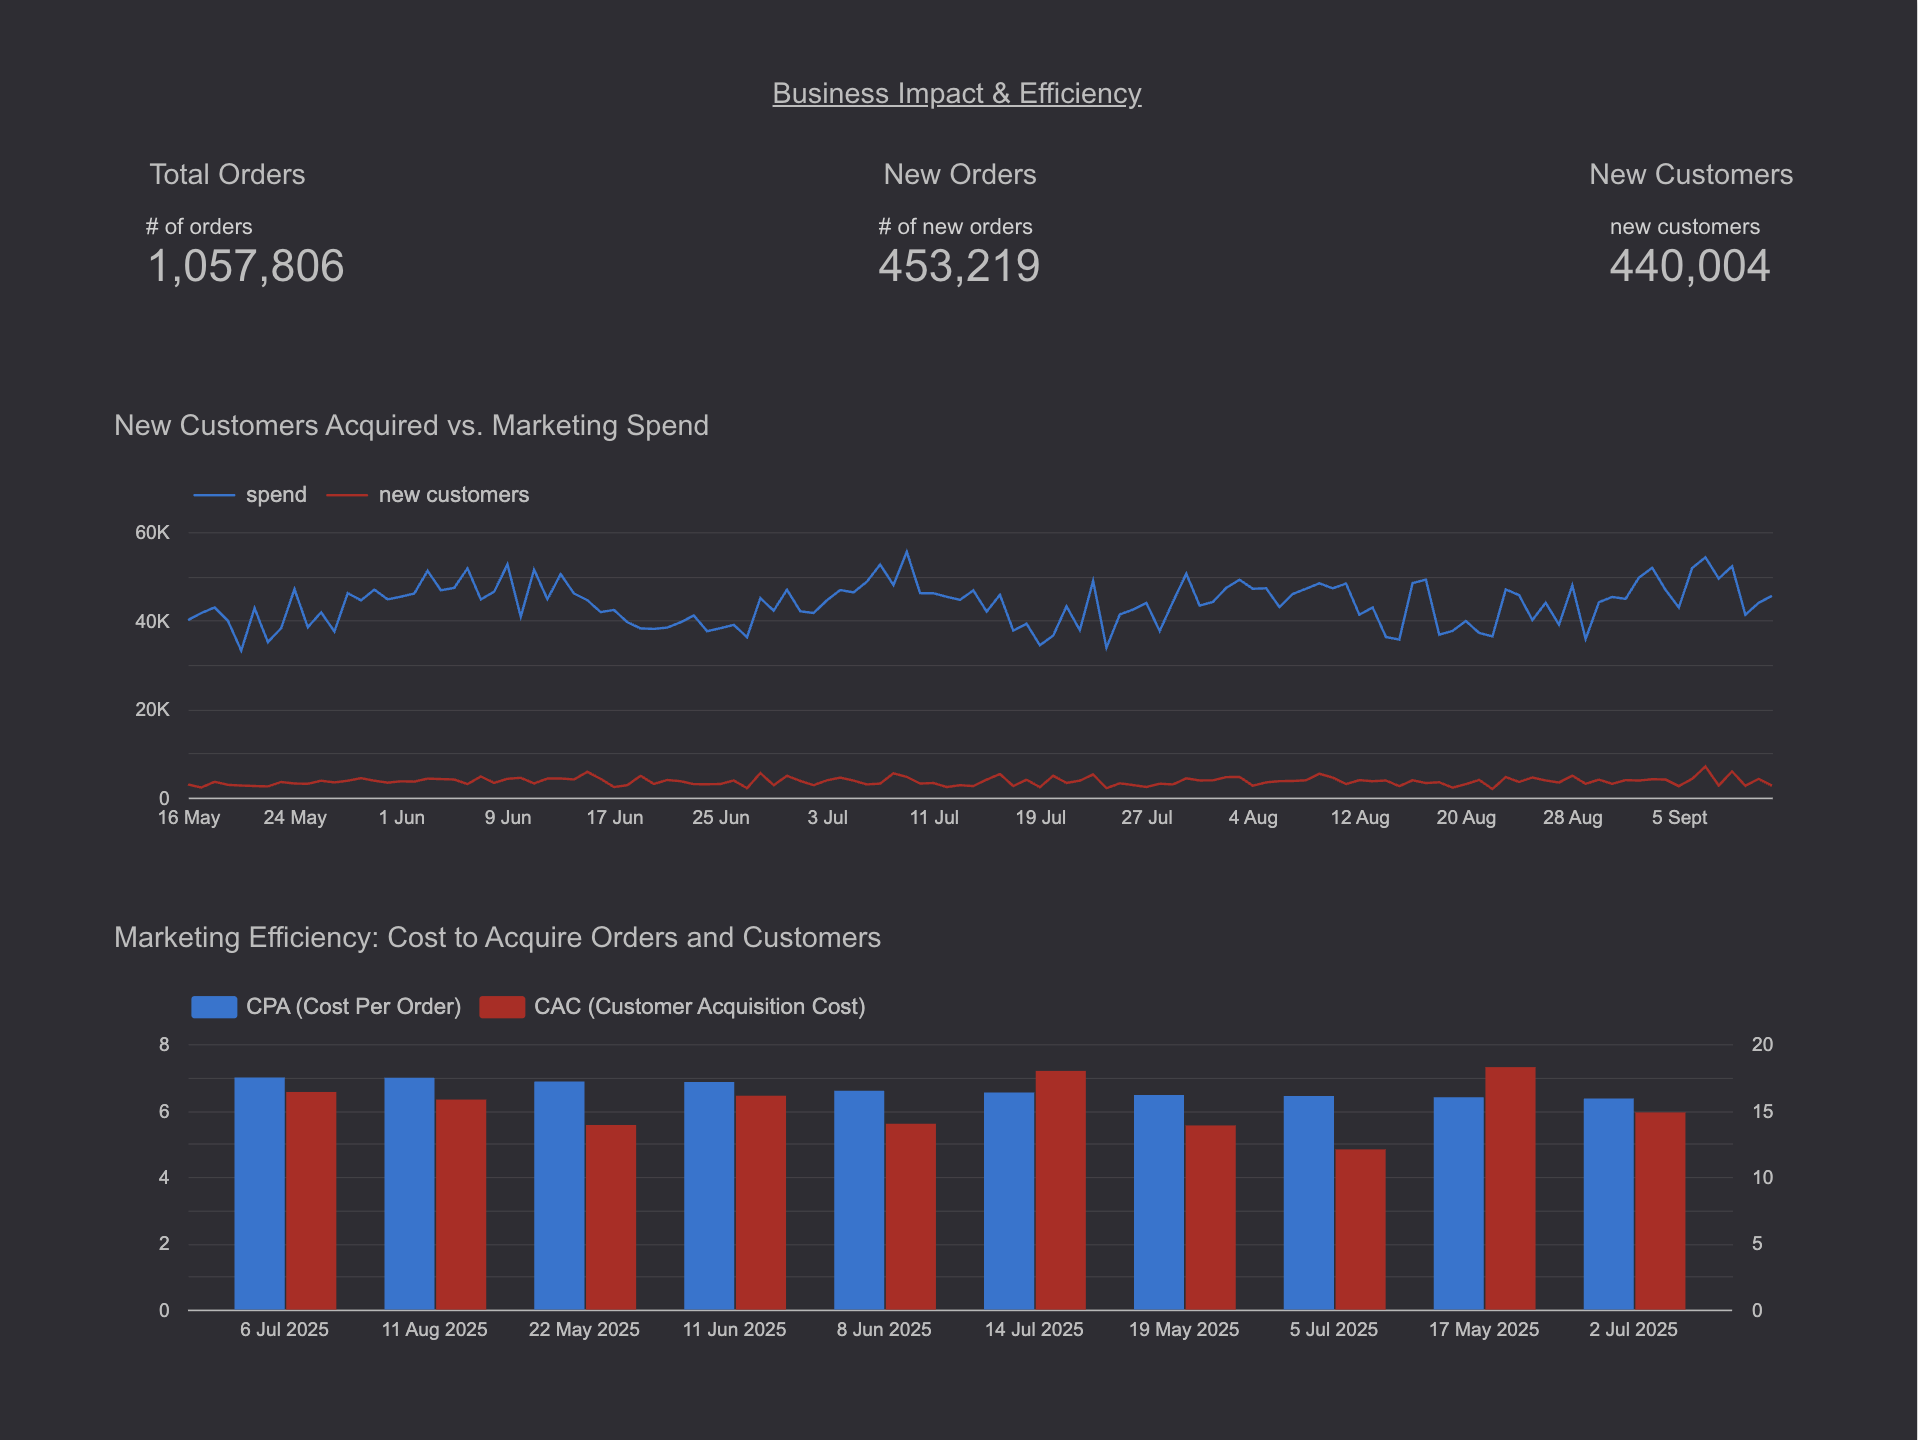 Business Impact & Efficiency
Total Orders
New Orders
New Customers
# of orders
# of new orders
new customers
1,057,806
453,219
440,004
New Customers Acquired vs. Marketing Spend
spend
new customers
60K
40K
20K
0
16 May
24 May
1 Jun
9 Jun
17 Jun
25 Jun
3 Jul
11 Jul
19 Jul
27 Jul
4 Aug
12 Aug
20 Aug
28 Aug
5 Sept
Marketing Efficiency: Cost to Acquire Orders and Customers
CPA (Cost Per Order)
CAC (Customer Acquisition Cost)
8
20
6
15
4
10
2
5
0
0
6 Jul 2025
11 Aug 2025
22 May 2025
11 Jun 2025
8 Jun 2025
14 Jul 2025
19 May 2025
5 Jul 2025
17 May 2025
2 Jul 2025